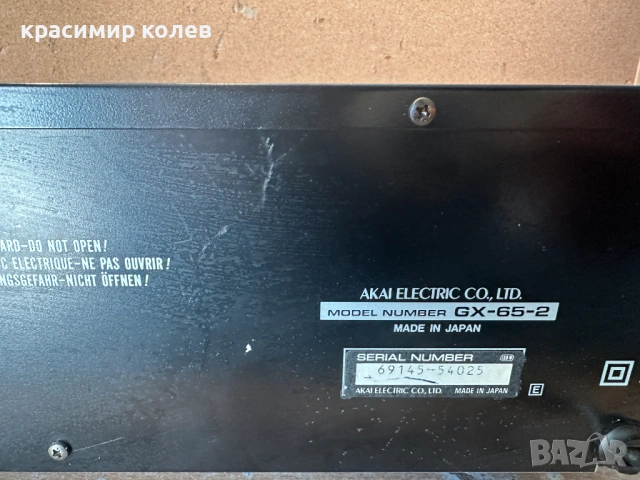 красимир колев
ARD-DO NOT OPEN!
C ELECTRIQUE-NE PAS OUVRIR!
NGSGEFAHR-NICHT ÖFFNEN!
AKAI ELECTRIC CO., LTD.
MODEL NUMBER GX-65-2
MADE IN JAPAN
SERIAL NUMBER
69145-54025
AKAI ELECTRIC CO., LTD. MADE IN JAPAN
E
BAZAR